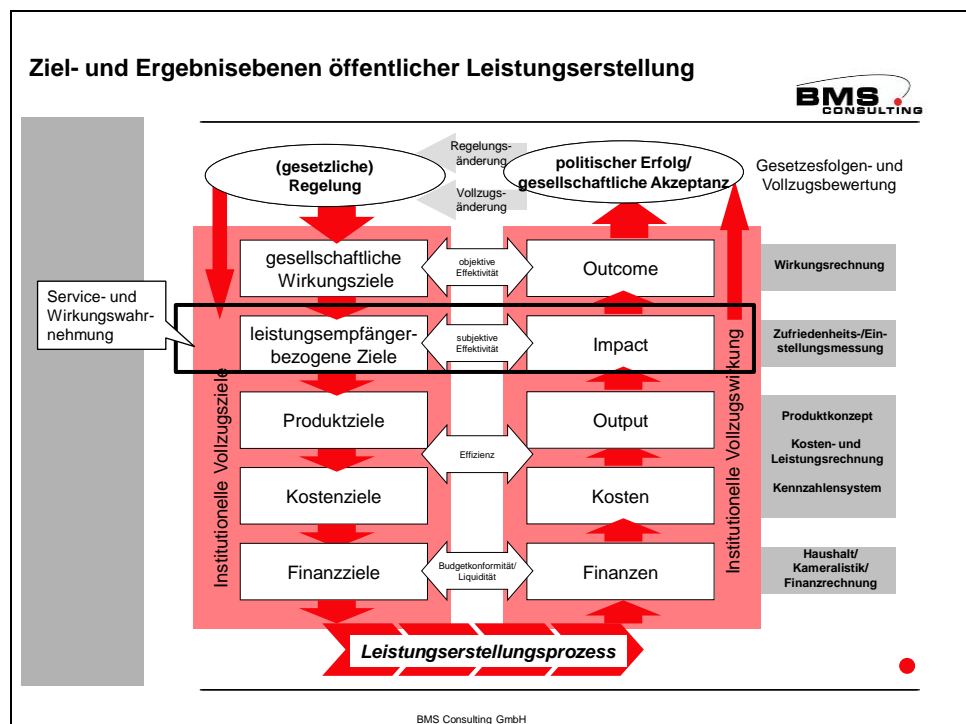 Ziel- und Ergebnisebenen öffentlicher Leistungserstellung
BMS
CONSULTING
(gesetzliche)
Regelung
Regelungs-
änderung
Vollzugs-
änderung
politischer Erfolg/
gesellschaftliche Akzeptanz
Gesetzesfolgen- und
Vollzugsbewertung
gesellschaftliche
Wirkungsziele
objektive
Effektivität
Outcome
Wirkungsrechnung
Service- und
Wirkungswahr-
nehmung
leistungsempfänger-
bezogene Ziele
subjektive
Effektivität
Impact
Zufriedenheits-/Ein-
stellungsmessung
Institutionelle Vollzugsziele
Institutionelle Vollzugswirkung
Produktziele
Output
Produktkonzept
Effizienz
Kosten- und
Leistungsrechnung
Kostenziele
Kosten
Kennzahlensystem
Finanzziele
Budgetkonformität/
Liquidität
Finanzen
Haushalt/
Kameralistik/
Finanzrechnung
Leistungserstellungsprozess
BMS Consulting GmbH